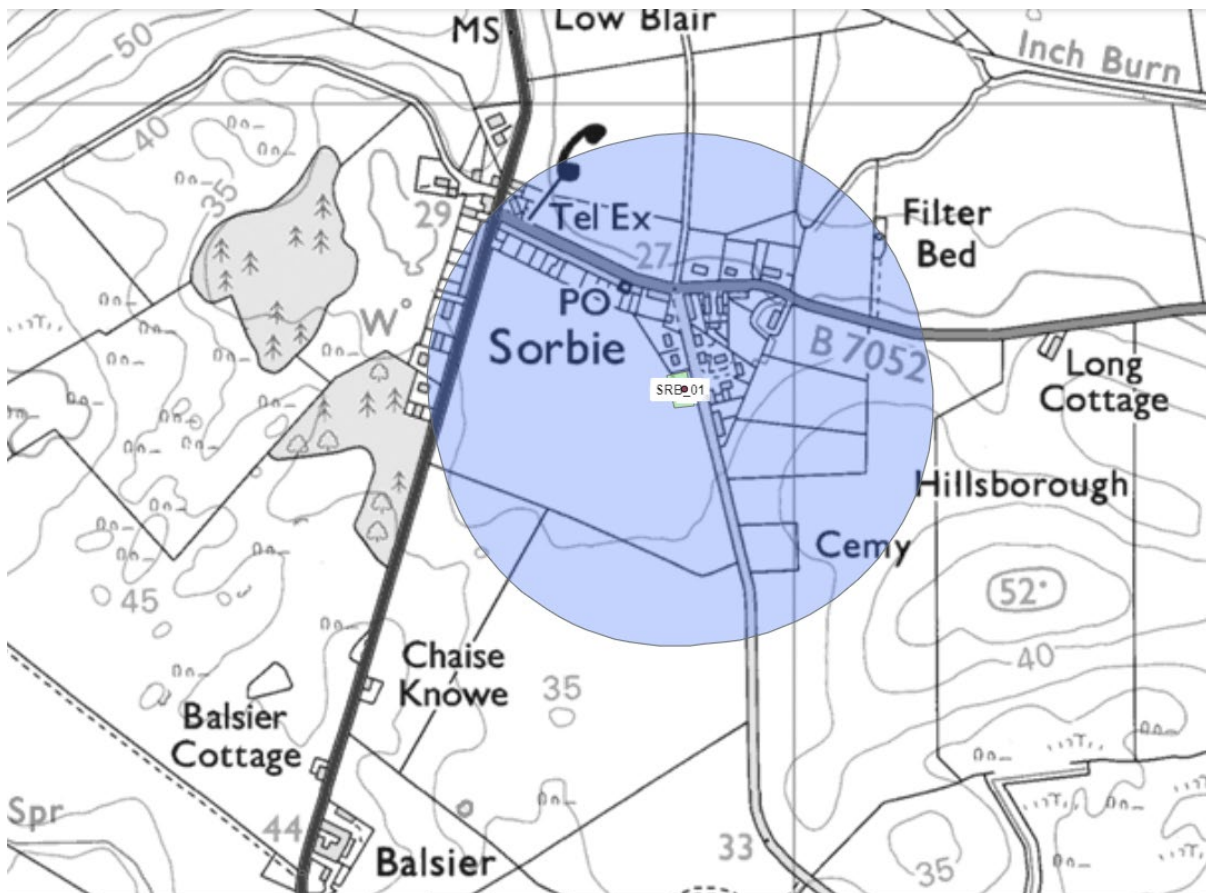 50
MS
Low Blair
Inch Burn
40
35
29
Tel Ex
27
Filter
Bed
PO
W
Sorbie
B 7052
SRB_01
Long
Cottage
Hillsborough
Cemy
52
45
40
Chaise
Knowe
35
Balsier
Cottage
Spr
44
Balsier
33
35